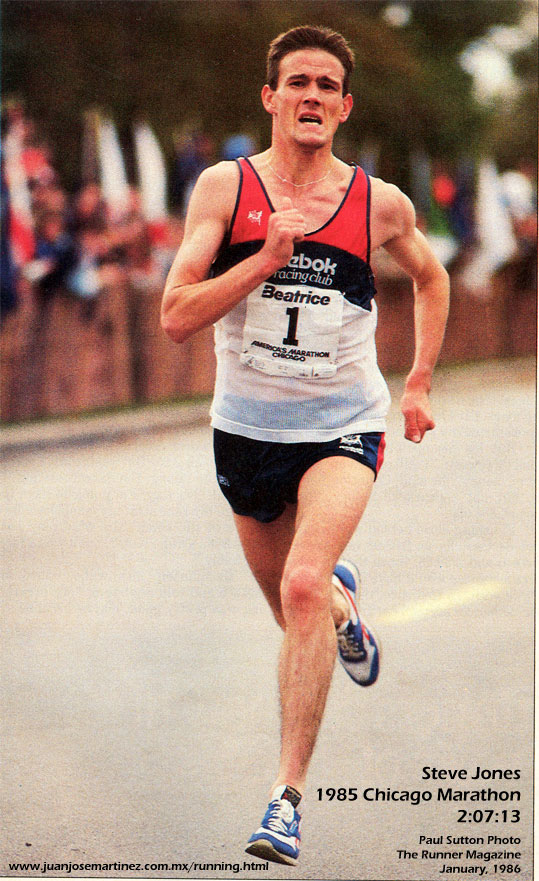 zbok
racing club
Beatrice
1
AMERICA'S MARATHON
CHICAGO
Steve Jones
1985 Chicago Marathon
2:07:13
Paul Sutton Photo
The Runner Magazine
January, 1986
www.juanjosemartinez.com.mx/running.html